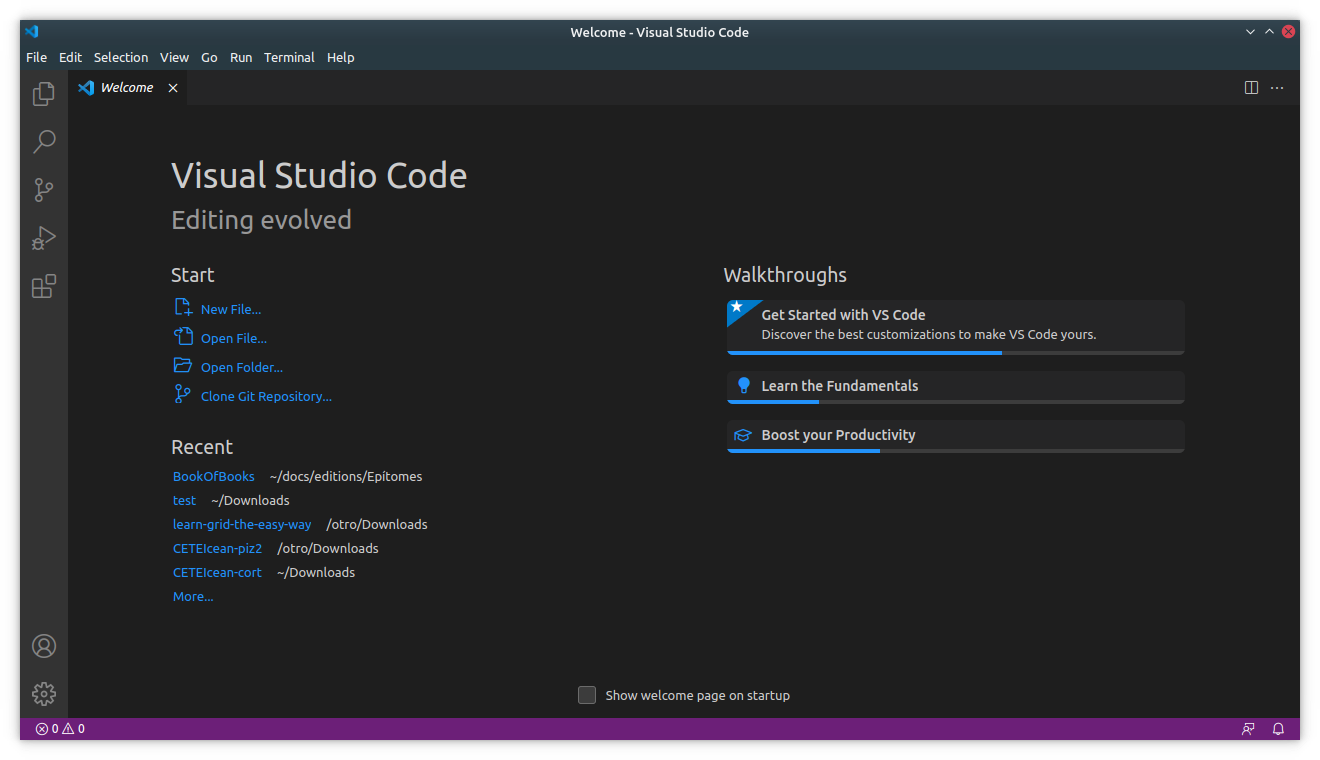 Welcome - Visual Studio Code
File Edit Selection View Go Run Terminal Help
Welcome
Visual Studio Code
Editing evolved
Start
New File...
Open File...
Open Folder...
Clone Git Repository...
Recent
BookOfBooks ~/docs/editions/Epítomes
test ~/Downloads
learn-grid-the-easy-way /otro/Downloads
CETEIcean-piz2 /otro/Downloads
CETEIcean-cort ~/Downloads
More...
Walkthroughs
Get Started with VS Code
Discover the best customizations to make VS Code yours.
Learn the Fundamentals
Boost your Productivity
Show welcome page on startup
0 0